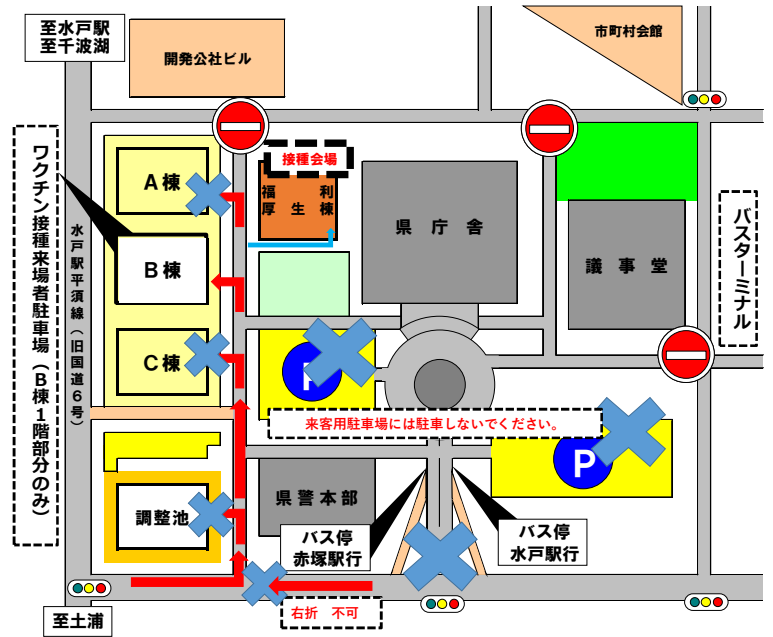 至水戸駅
至千波湖
開発公社ビル
市町村会館
ワクチン接種来場者駐車場（B棟1階部分のみ）
水戸駅平須線（旧国道6号）
A棟
接種会場
福利
厚生棟
県庁舎
議事堂
バスターミナル
B棟
C棟
P
来客用駐車場には駐車しないでください。
P
調整池
県警本部
バス停
赤塚駅行
バス停
水戸駅行
右折　不可
至土浦